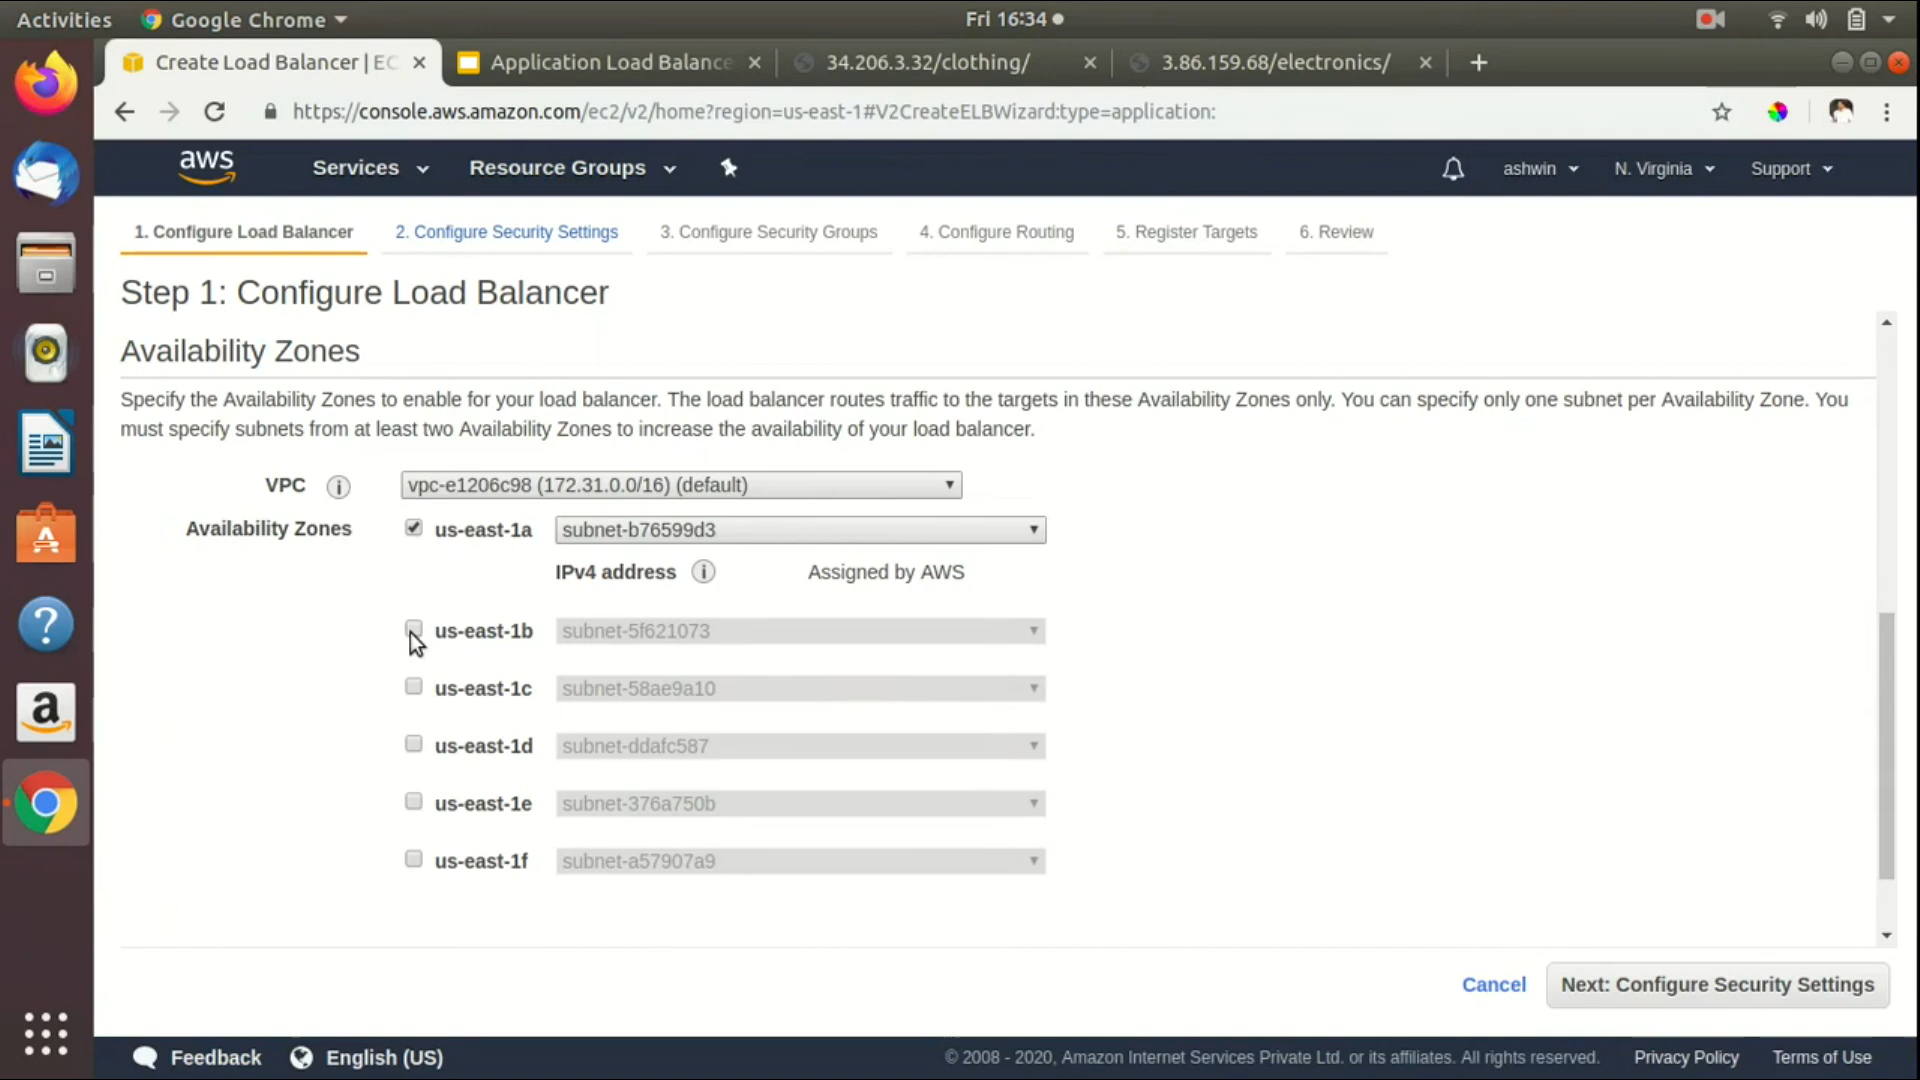 Activities
Google Chrome
Fri 16:34
Create Load Balancer | EC
Application Load Balance
34.206.3.32/clothing/
3.86.159.68/electronics/
https://console.aws.amazon.com/ec2/v2/home?region=us-east-1#V2CreateELBWizard:type=application:
aws
Services
Resource Groups
ashwin
N. Virginia
Support
1. Configure Load Balancer
2. Configure Security Settings
3. Configure Security Groups
4. Configure Routing
5. Register Targets
6. Review
Step 1: Configure Load Balancer
Availability Zones
Specify the Availability Zones to enable for your load balancer. The load balancer routes traffic to the targets in these Availability Zones only. You can specify only one subnet per Availability Zone. You
must specify subnets from at least two Availability Zones to increase the availability of your load balancer.
VPC i vpc-e1206c98 (172.31.0.0/16) (default)
Availability Zones us-east-1a subnet-b76599d3
IPv4 address i Assigned by AWS
us-east-1b subnet-5f621073
us-east-1c subnet-58ae9a10
us-east-1d subnet-ddafc587
us-east-1e subnet-376a750b
us-east-1f subnet-a57907a9
Cancel
Next: Configure Security Settings
Feedback
English (US)
© 2008 - 2020, Amazon Internet Services Private Ltd. or its affiliates. All rights reserved.
Privacy Policy
Terms of Use